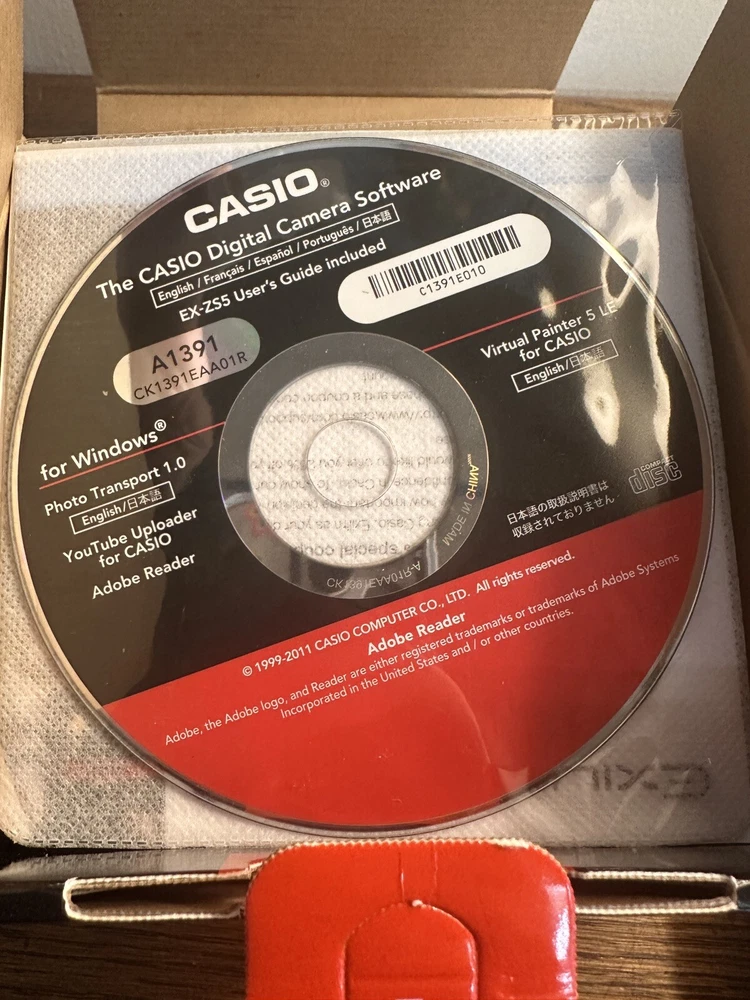 CASIO®
The CASIO Digital Camera Software
English / Français / Español / Português / 日本語
EX-ZS5 User's Guide included
C1391E010
A1391
CK1391EAA01R
Virtual Painter 5 LE
for CASIO
English/日本語
for Windows®
Photo Transport 1.0
English/日本語
YouTube Uploader
for CASIO
Adobe Reader
COMPACT
disc
日本語の取扱説明書は
収録されておりません
MADE IN CHINA
CK1391EAA01R-A
© 1999-2011 CASIO COMPUTER CO., LTD. All rights reserved.
Adobe Reader
Adobe, the Adobe logo, and Reader are either registered trademarks or trademarks of Adobe Systems
Incorporated in the United States and / or other countries.